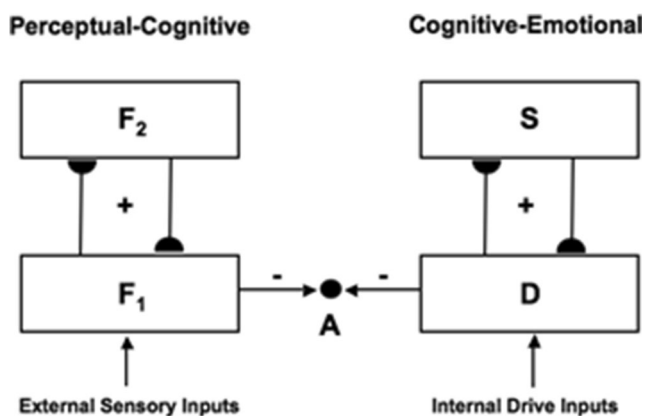 Perceptual-Cognitive
Cognitive-Emotional
F2
S
+
+
F1
-
-
D
A
External Sensory Inputs
Internal Drive Inputs